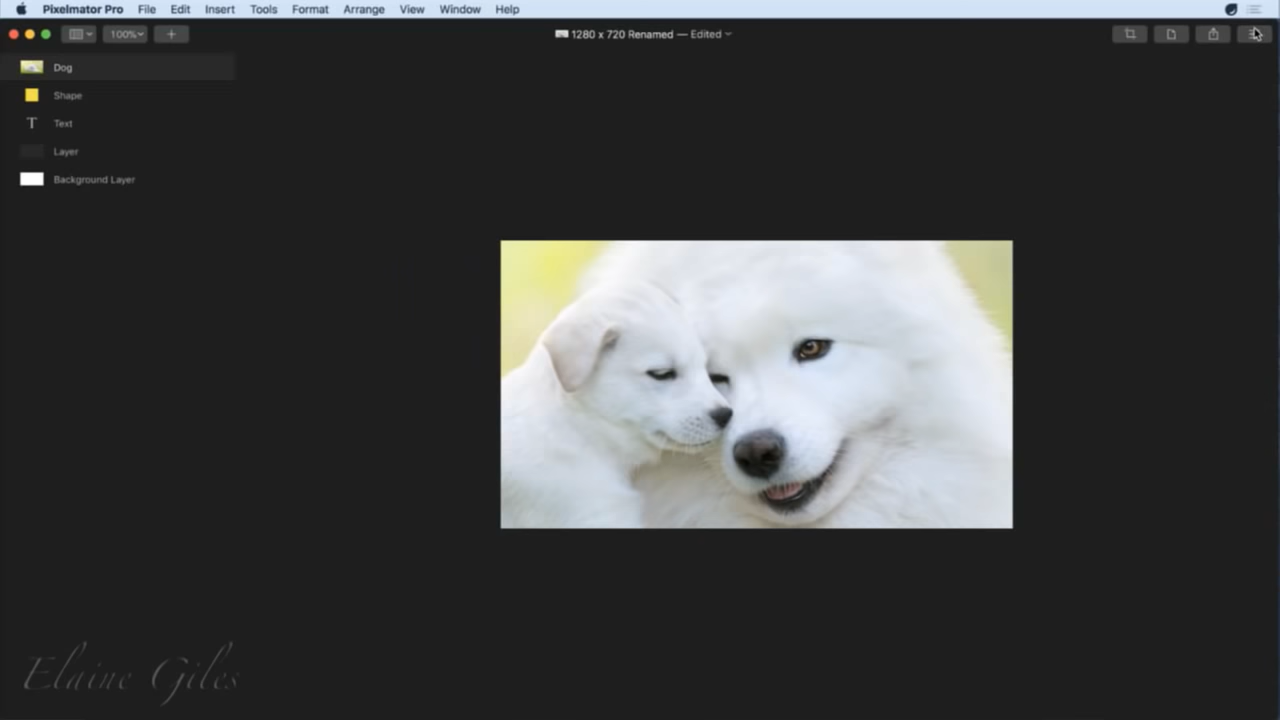 Pixelmator Pro File Edit Insert Tools Format Arrange View Window Help
100% 1280 x 720 Renamed — Edited
Dog
Shape
T Text
Layer
Background Layer
Elaine Giles